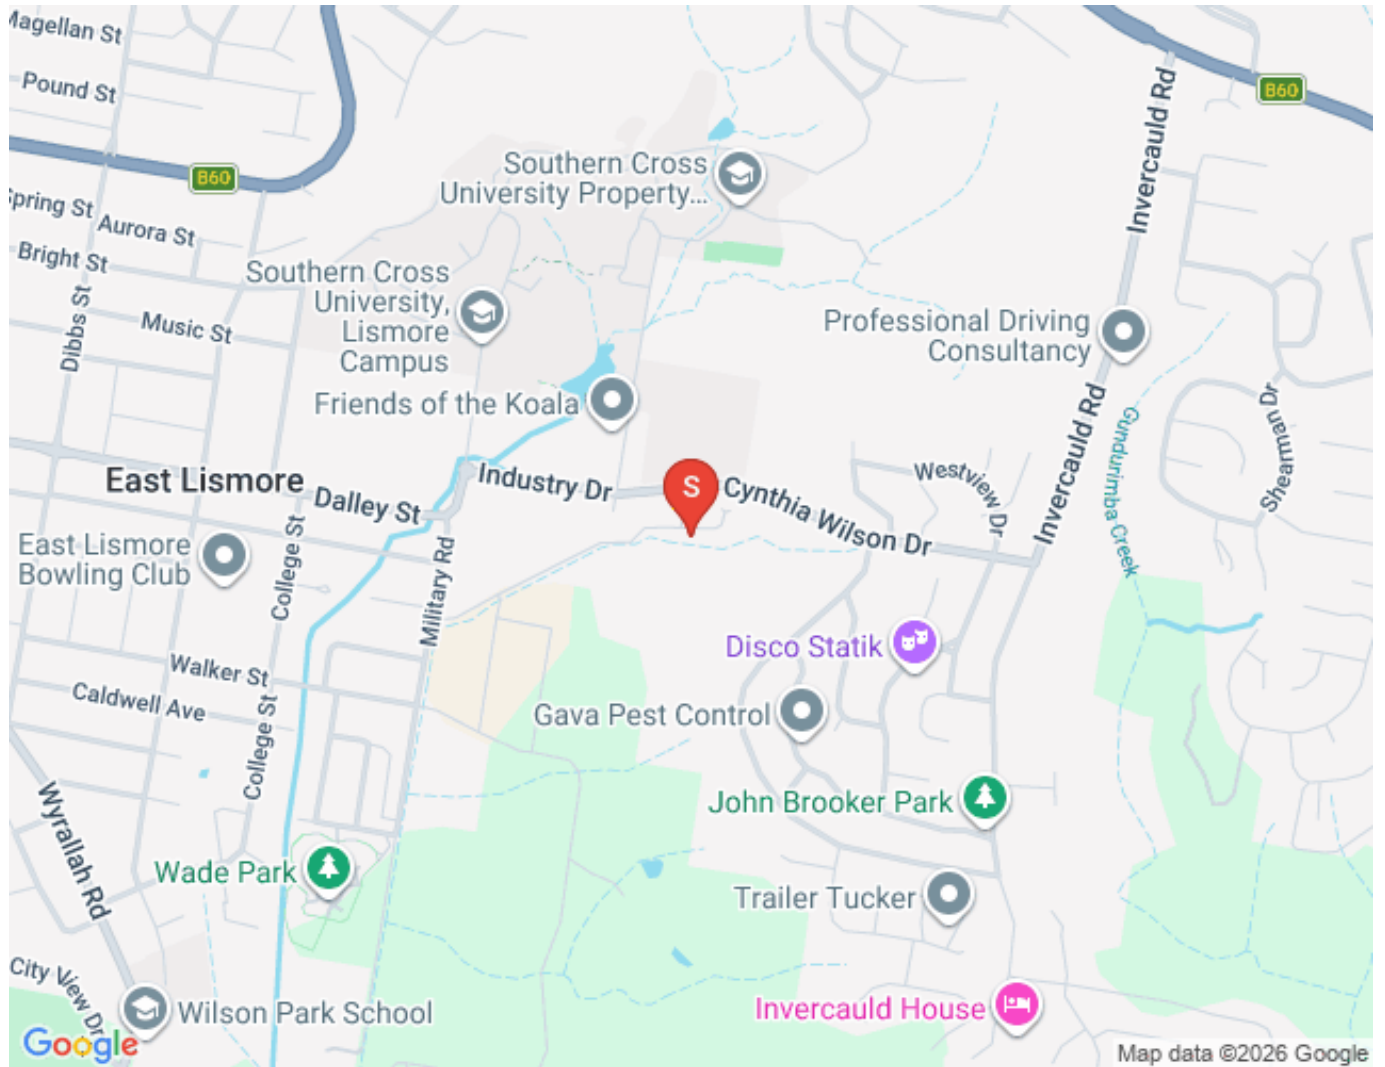 Magellan St
Pound St
B60
B60
Invercauld Rd
Southern Cross
University Property...
Spring St
Aurora St
Bright St
Southern Cross
University,
Lismore
Campus
Music St
Dibbs St
Professional Driving
Consultancy
Friends of the Koala
Invercauld Rd
Gundurimba Creek
Shearman Dr
East Lismore
Dalley St
Industry Dr
S
Cynthia Wilson Dr
Westview Dr
East Lismore
Bowling Club
College St
Military Rd
Disco Statik
Walker St
Caldwell Ave
College St
Gava Pest Control
John Brooker Park
Wyrallah Rd
Wade Park
Trailer Tucker
City View Dr
Wilson Park School
Invercauld House
Google
Map data ©2026 Google